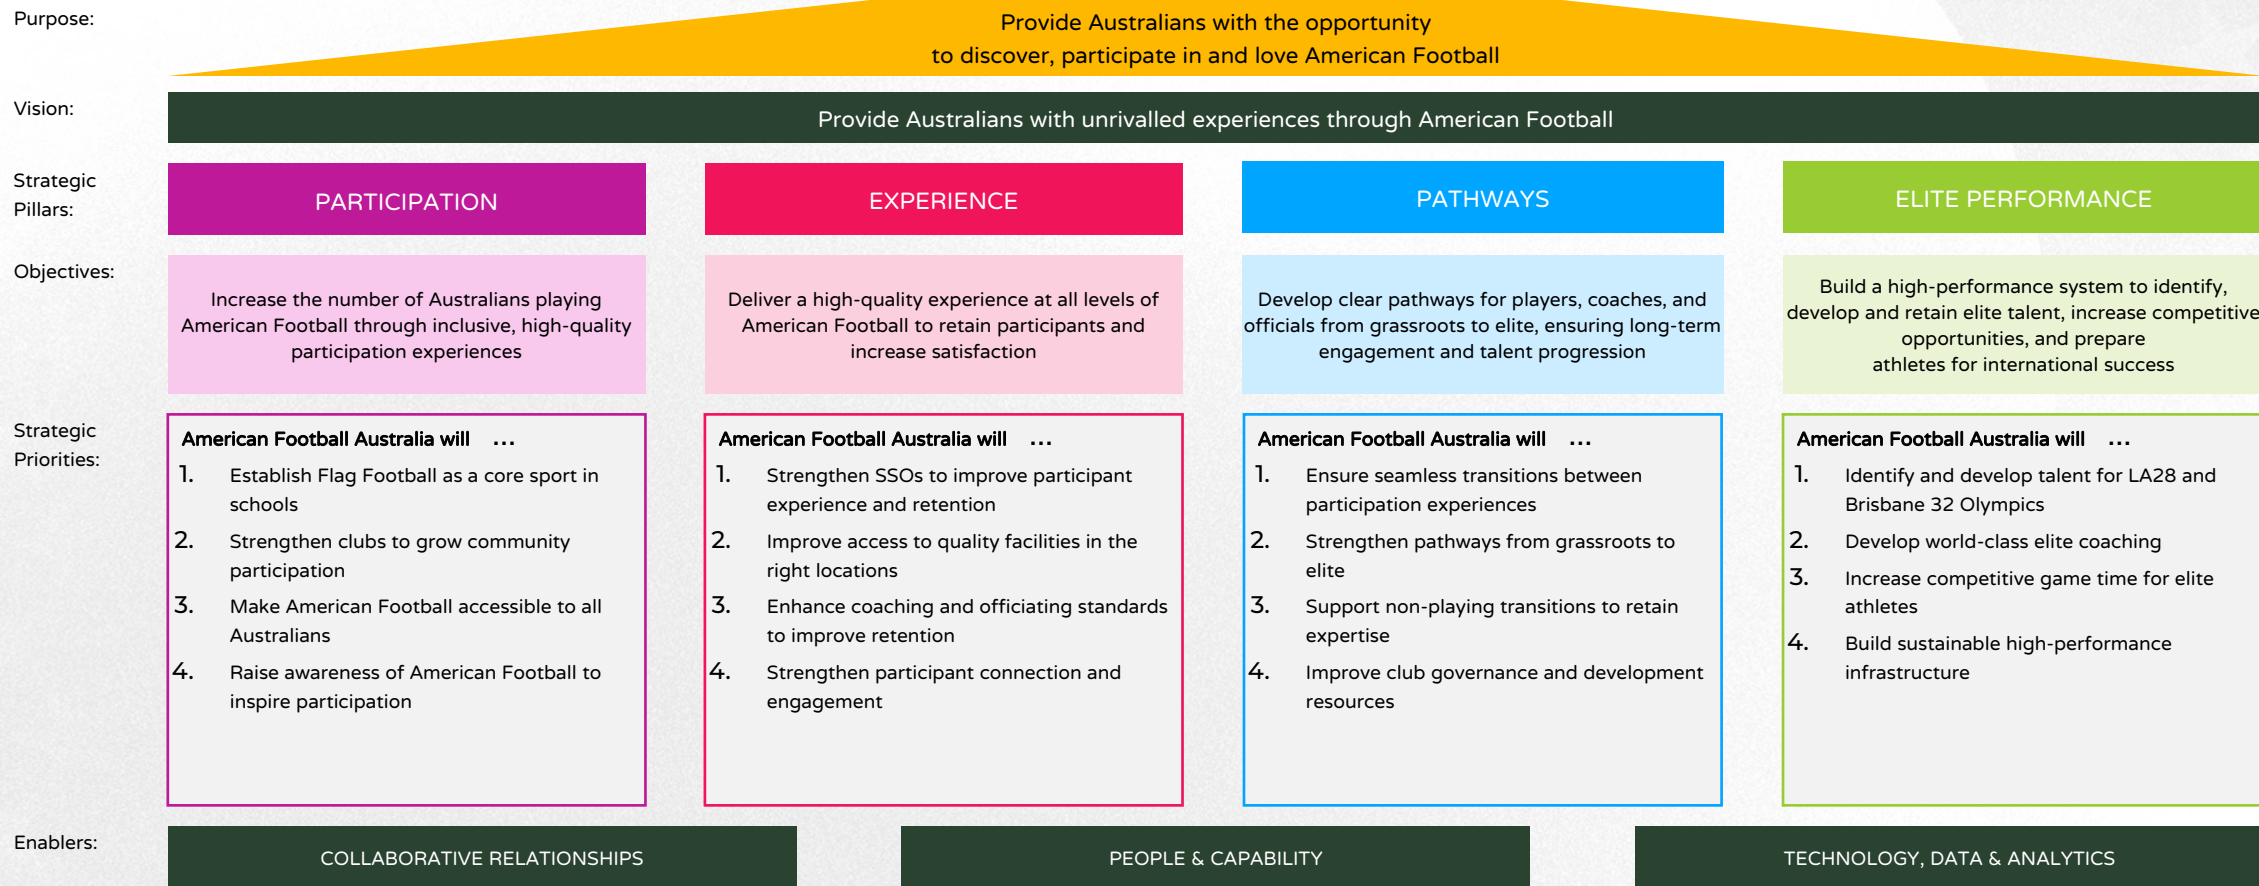 Purpose:
Provide Australians with the opportunity
to discover, participate in and love American Football
Vision:
Provide Australians with unrivalled experiences through American Football
Strategic
Pillars:
PARTICIPATION
EXPERIENCE
PATHWAYS
ELITE PERFORMANCE
Objectives:
Increase the number of Australians playing
American Football through inclusive, high-quality
participation experiences
Deliver a high-quality experience at all levels of
American Football to retain participants and
increase satisfaction
Develop clear pathways for players, coaches, and
officials from grassroots to elite, ensuring long-term
engagement and talent progression
Build a high-performance system to identify,
develop and retain elite talent, increase competitive
opportunities, and prepare
athletes for international success
Strategic
Priorities:
American Football Australia will ...
1. Establish Flag Football as a core sport in
schools
2. Strengthen clubs to grow community
participation
3. Make American Football accessible to all
Australians
4. Raise awareness of American Football to
inspire participation
American Football Australia will ...
1. Strengthen SSOs to improve participant
experience and retention
2. Improve access to quality facilities in the
right locations
3. Enhance coaching and officiating standards
to improve retention
4. Strengthen participant connection and
engagement
American Football Australia will ...
1. Ensure seamless transitions between
participation experiences
2. Strengthen pathways from grassroots to
elite
3. Support non-playing transitions to retain
expertise
4. Improve club governance and development
resources
American Football Australia will ...
1. Identify and develop talent for LA28 and
Brisbane 32 Olympics
2. Develop world-class elite coaching
3. Increase competitive game time for elite
athletes
4. Build sustainable high-performance
infrastructure
Enablers:
COLLABORATIVE RELATIONSHIPS
PEOPLE & CAPABILITY
TECHNOLOGY, DATA & ANALYTICS